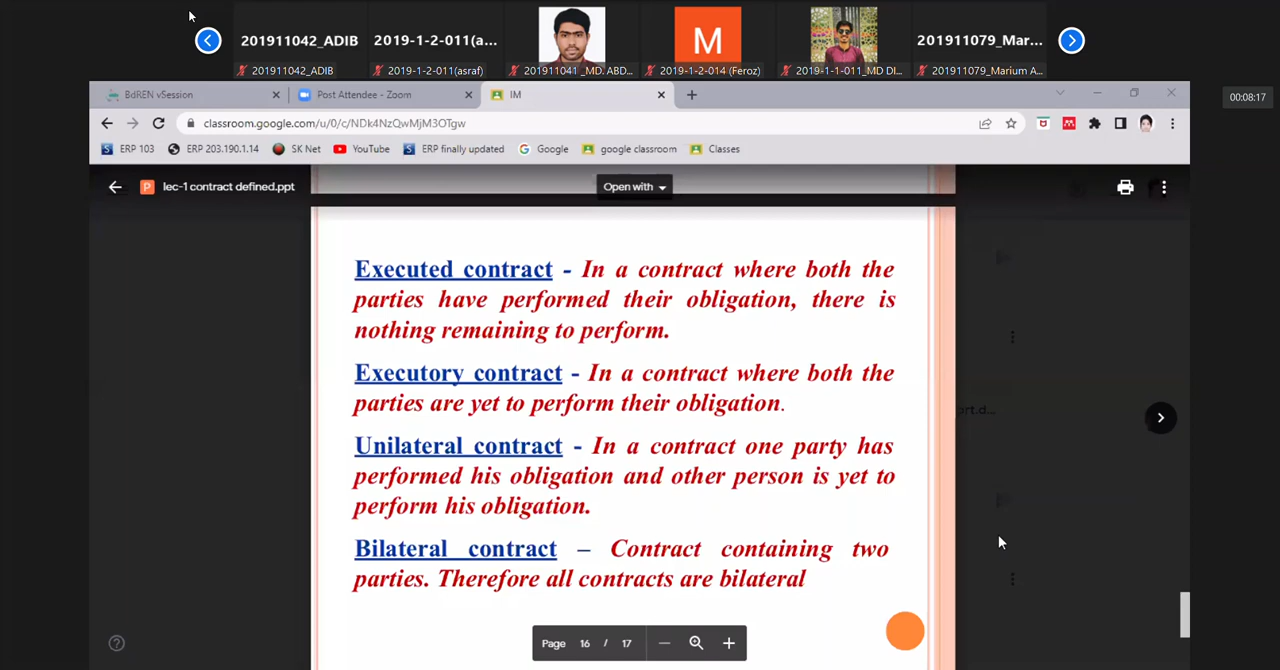 201911042_ADIB
2019-1-2-011(a...
M
201911079_Mar...
201911042_ADIB
2019-1-2-011(asraf)
201911041 _MD. ABD...
2019-1-2-014 (Feroz)
2019-1-1-011_MD DI...
201911079_Marium A...
00:08:17
BdREN vSession
Post Attendee - Zoom
IM
classroom.google.com/u/0/c/NDk4NzQwMjM3OTgw
ERP 103
ERP 203.190.1.14
SK Net
YouTube
ERP finally updated
Google
google classroom
Classes
P
lec-1 contract defined.ppt
Open with
Executed contract - In a contract where both the
parties have performed their obligation, there is
nothing remaining to perform.
Executory contract - In a contract where both the
parties are yet to perform their obligation.
Unilateral contract - In a contract one party has
performed his obligation and other person is yet to
perform his obligation.
Bilateral contract – Contract containing two
parties. Therefore all contracts are bilateral
ort.d...
Page 16 / 17